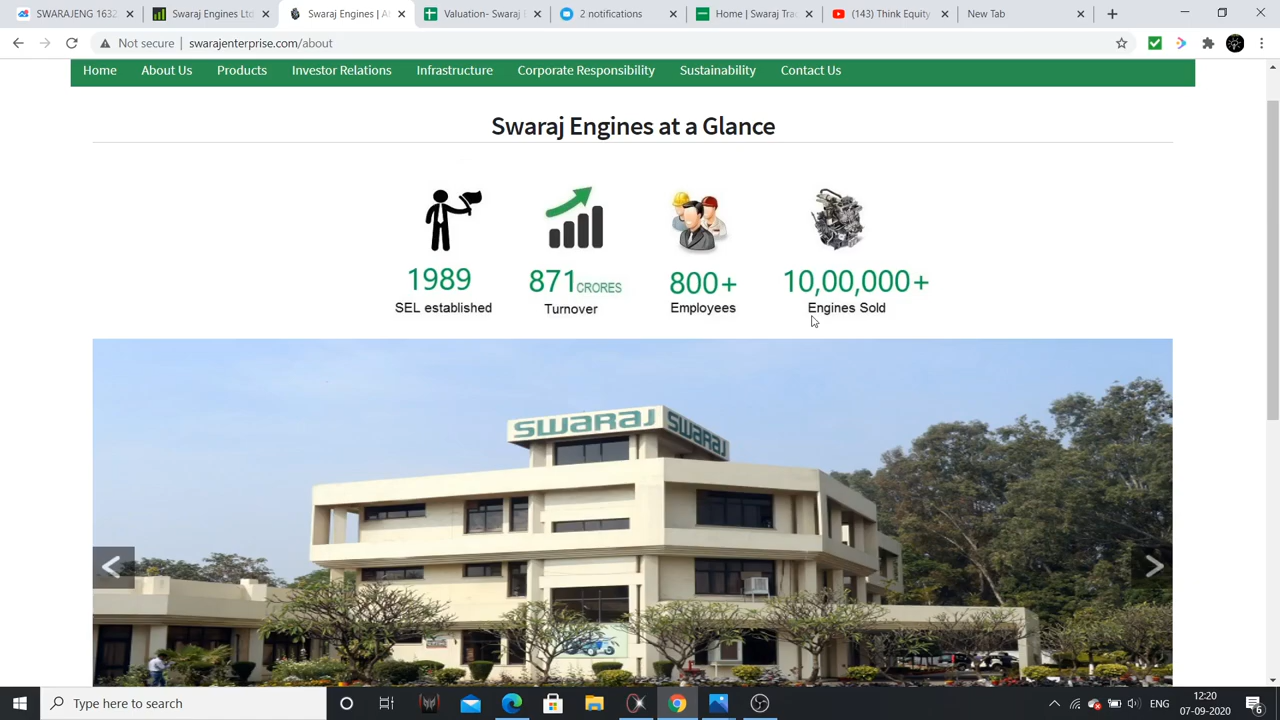 SWARAJENG 1632
Swaraj Engines Ltd
Swaraj Engines | A
Valuation- Swaraj
2 notifications
Home | Swaraj Tra
(143) Think Equity
New Tab
Not secure
swarajenterprise.com/about
Home
About Us
Products
Investor Relations
Infrastructure
Corporate Responsibility
Sustainability
Contact Us
Swaraj Engines at a Glance
1989
871 CRORES
800+
10,00,000+
SEL established
Turnover
Employees
Engines Sold
SWARAJ SWARAJ
Type here to search
ENG
12:20
07-09-2020
6